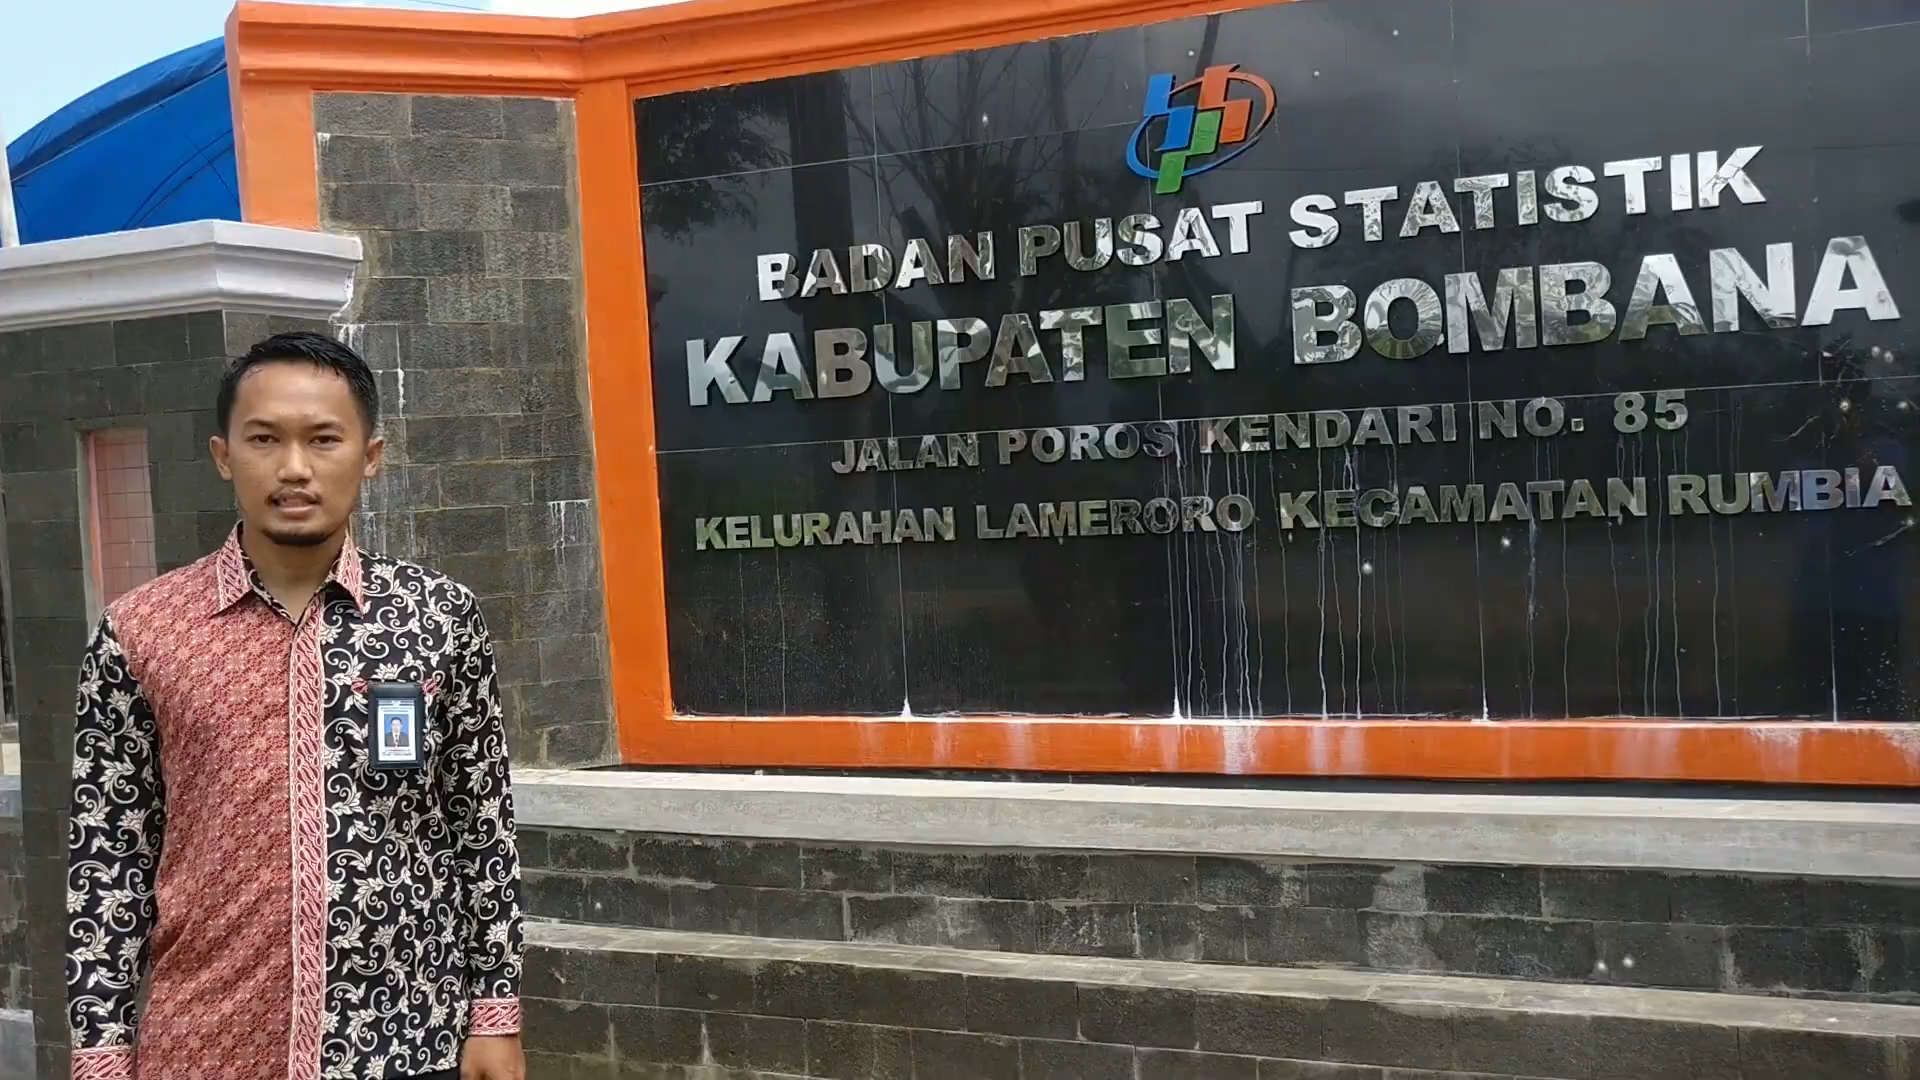 BADAN PUSAT STATISTIK
KABUPATEN BOMBANA
JALAN POROS KENDARI NO. 85
KELURAHAN LAMERORO KECAMATAN RUMBIA